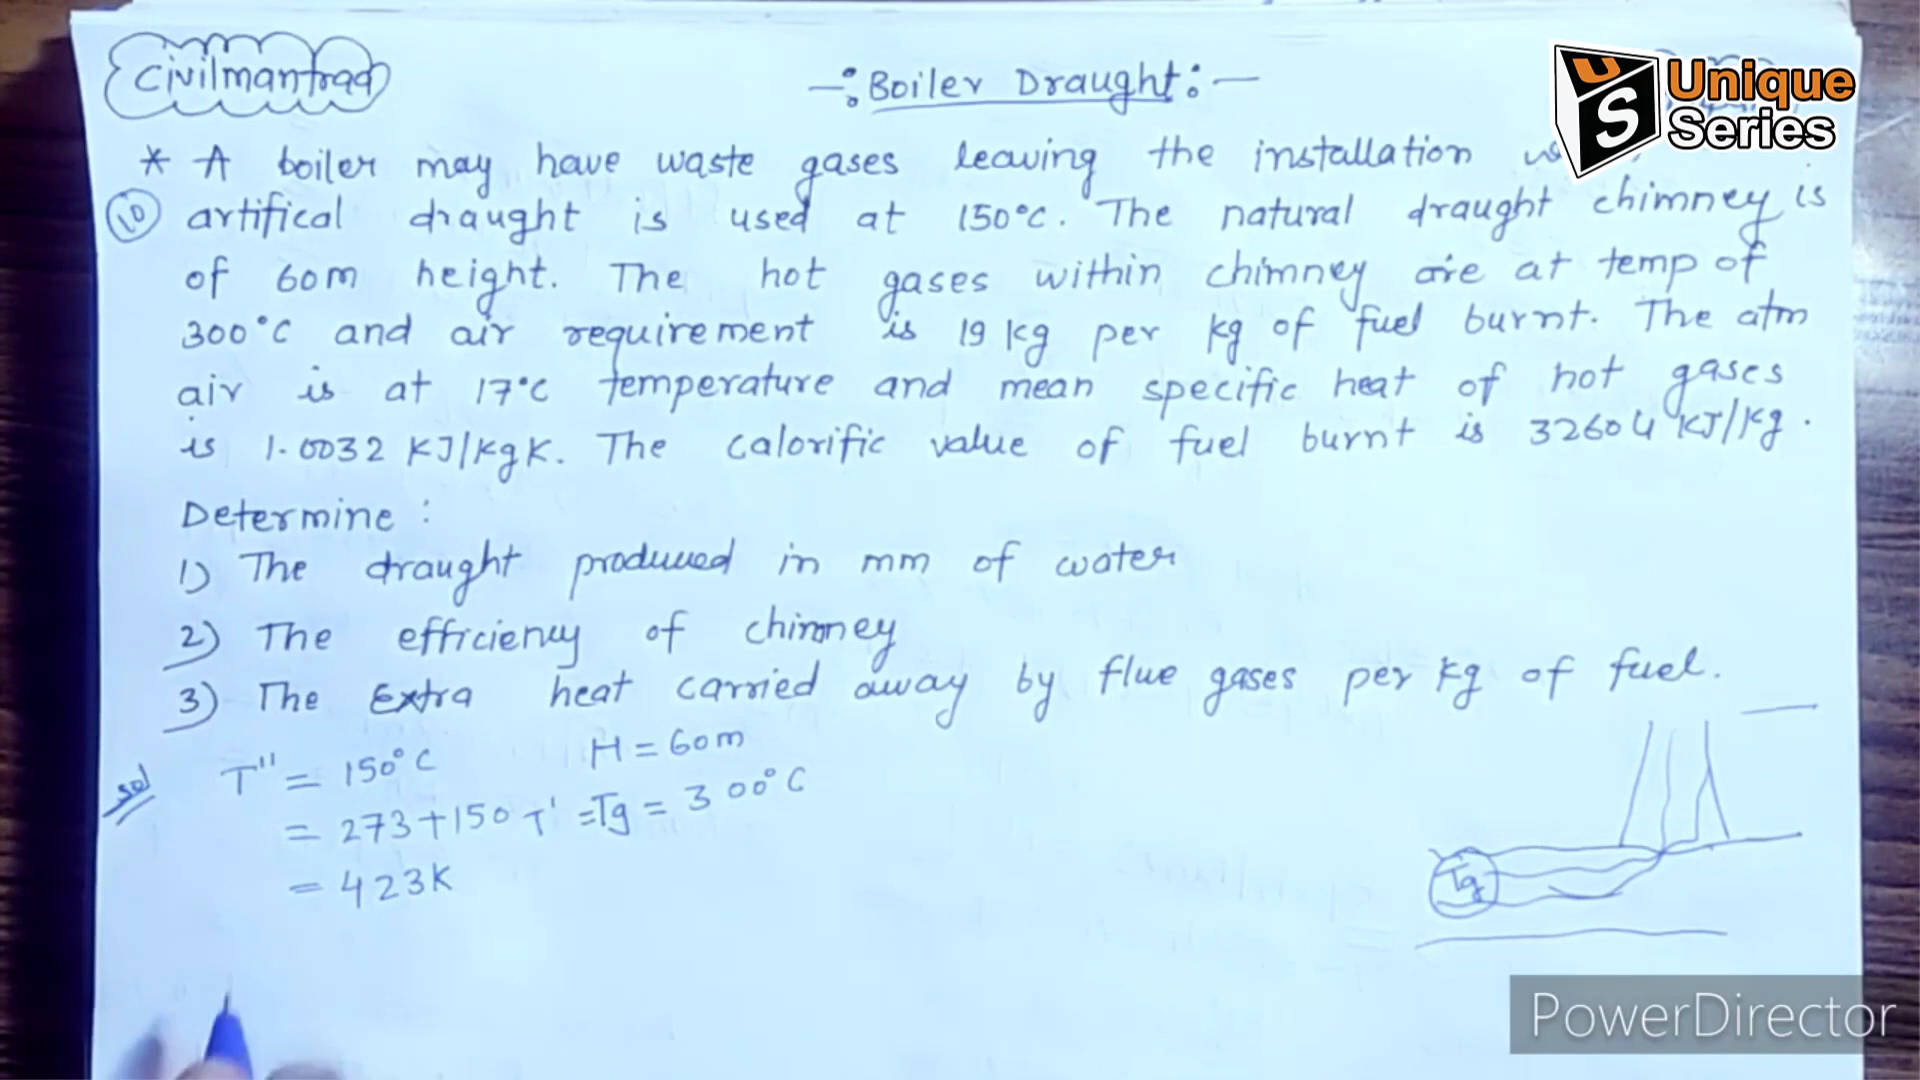 Civilmantraa
-: Boiler Draught :-
Unique
Series
US
* A boiler may have waste gases leaving the installation
10 artifical draught is used at 150°C. The natural draught chimney is
of 60m height. The hot gases within chimney are at temp of
300°C and air requirement is 19 kg per kg of fuel burnt. The atm
air is at 17°C temperature and mean specific heat of hot gases
is 1.0032 KJ/kgK. The calorific value of fuel burnt is 32604 KJ/kg.
Determine :
1) The draught produced in mm of water
2) The efficiency of chimney
3) The Extra heat carried away by flue gases per kg of fuel.
sol
T" = 150°C H = 60m
= 273+150 T' = Tg = 300°C
= 423K
Tg
PowerDirector